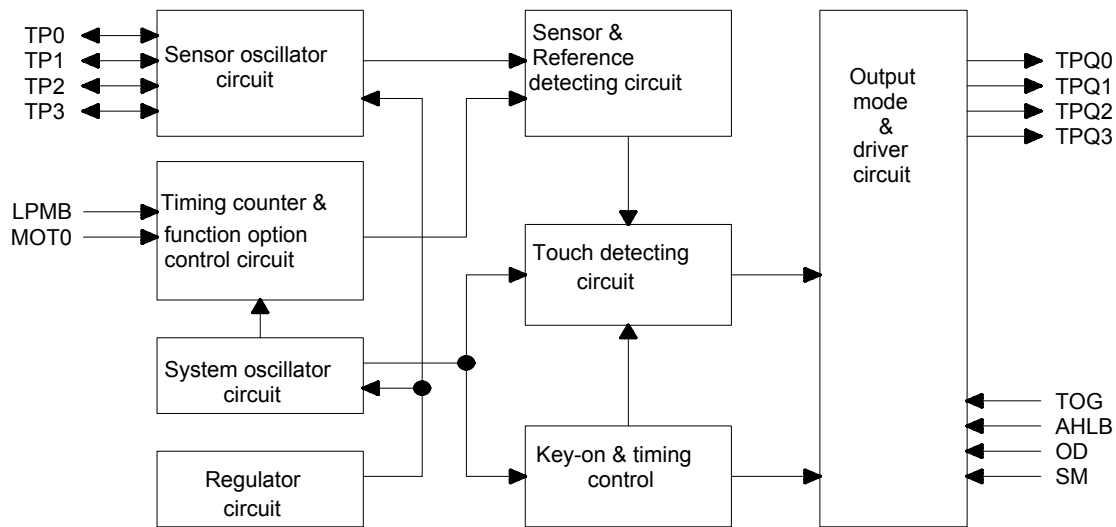 TP0
TP1
TP2
TP3
Sensor oscillator
circuit
Sensor &
Reference
detecting circuit
Output
mode
&
driver
circuit
TPQ0
TPQ1
TPQ2
TPQ3
LPMB
MOT0
Timing counter &
function option
control circuit
Touch detecting
circuit
System oscillator
circuit
Regulator
circuit
Key-on & timing
control
TOG
AHLB
OD
SM